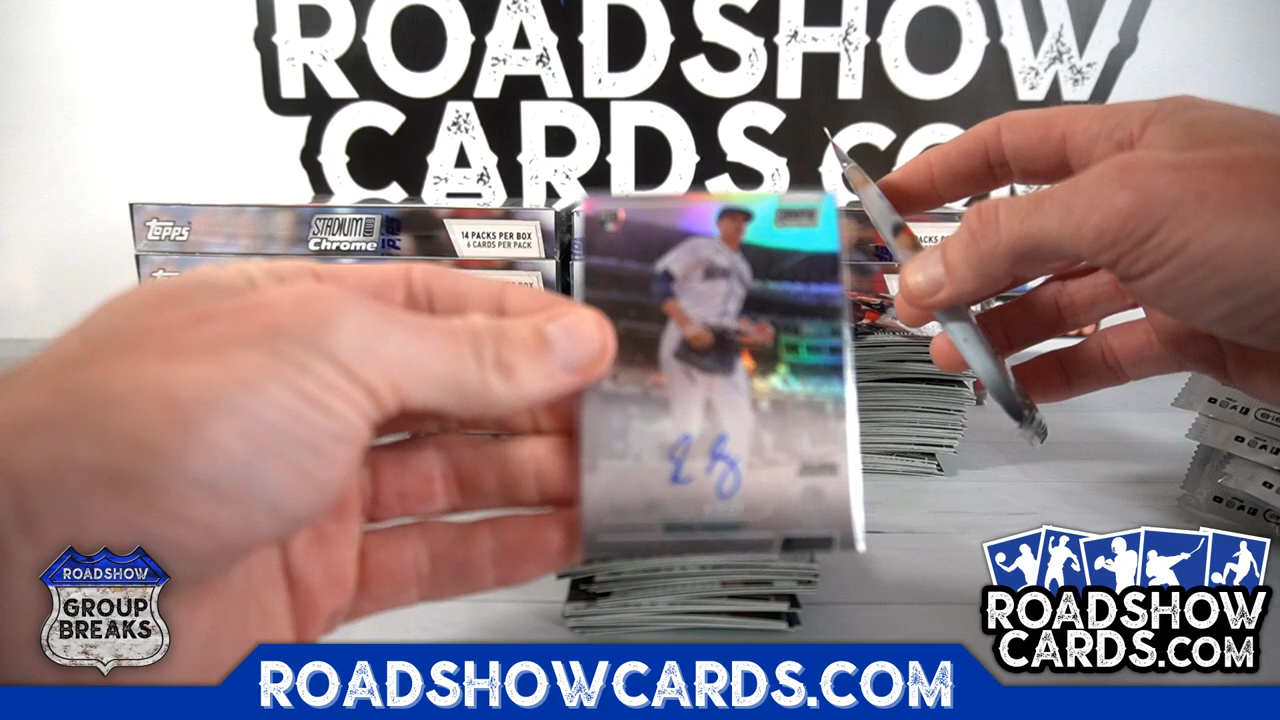 ROADSHOW
CARDS.CO
TOPPS
STADIUM CLUB
Chrome
14 PACKS PER BOX
6 CARDS PER PACK
ROADSHOW
GROUP
BREAKS
ROADSHOW
CARDS.COM
ROADSHOWCARDS.COM